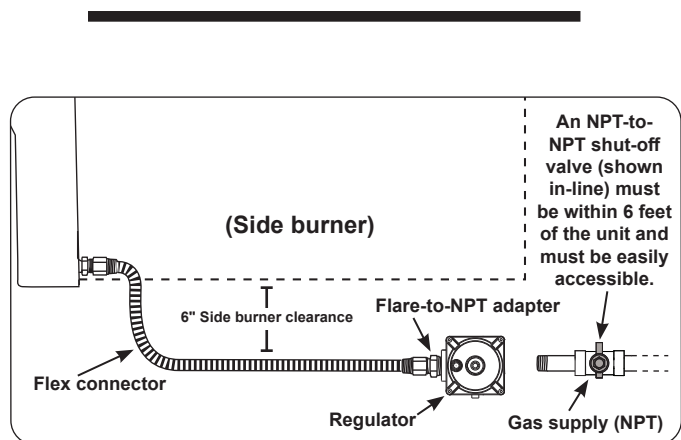 An NPT-to-
NPT shut-off
valve (shown
in-line) must
be within 6 feet
of the unit and
must be easily
accessible.
(Side burner)
6" Side burner clearance
Flare-to-NPT adapter
Flex connector
Regulator
Gas supply (NPT)